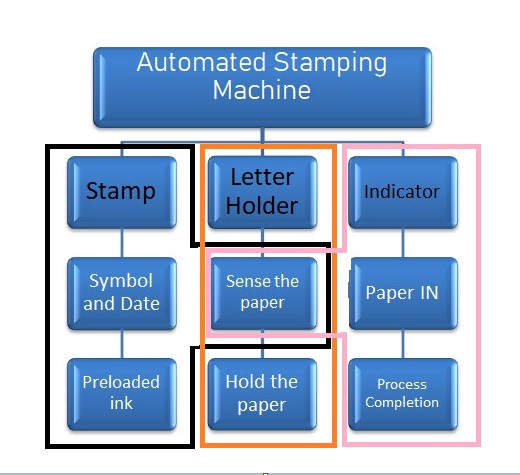 Automated Stamping
Machine
Stamp
Letter
Holder
Indicator
Symbol
and Date
Sense the
paper
Paper IN
Preloaded
ink
Hold the
paper
Process
Completion